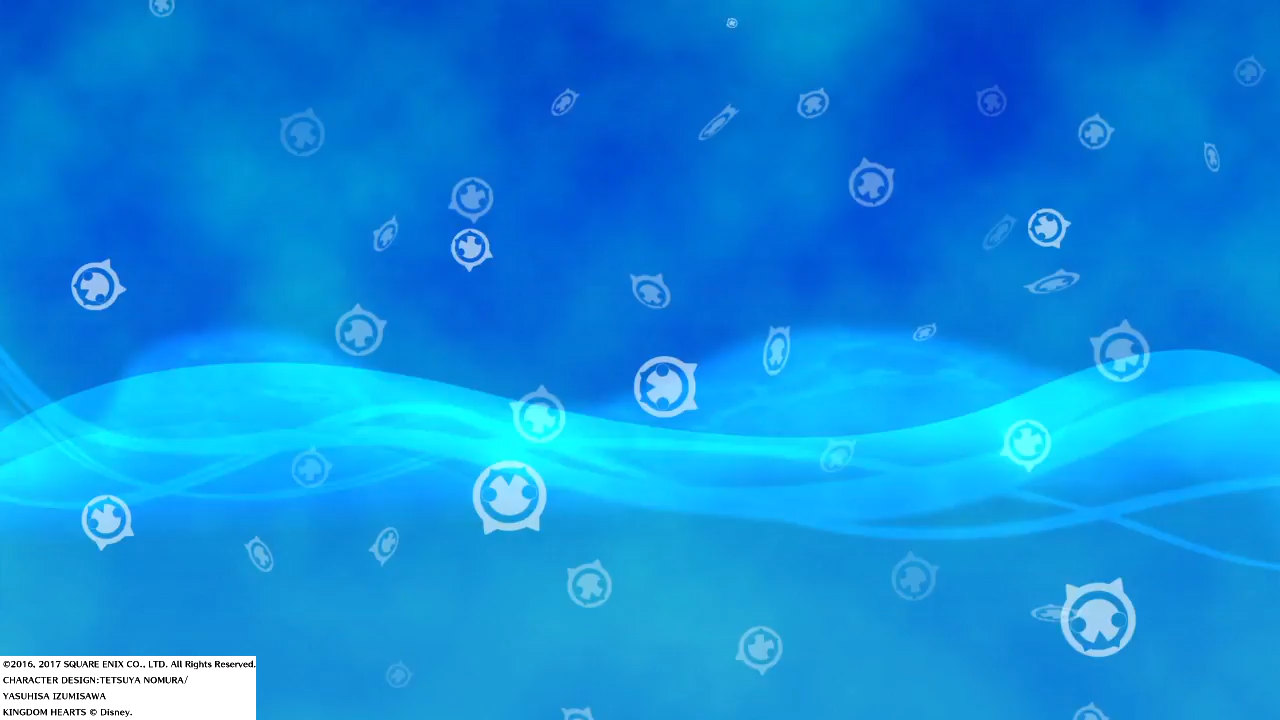 ©2016, 2017 SQUARE ENIX CO., LTD. All Rights Reserved.
CHARACTER DESIGN:TETSUYA NOMURA/
YASUHISA IZUMISAWA
KINGDOM HEARTS © Disney.